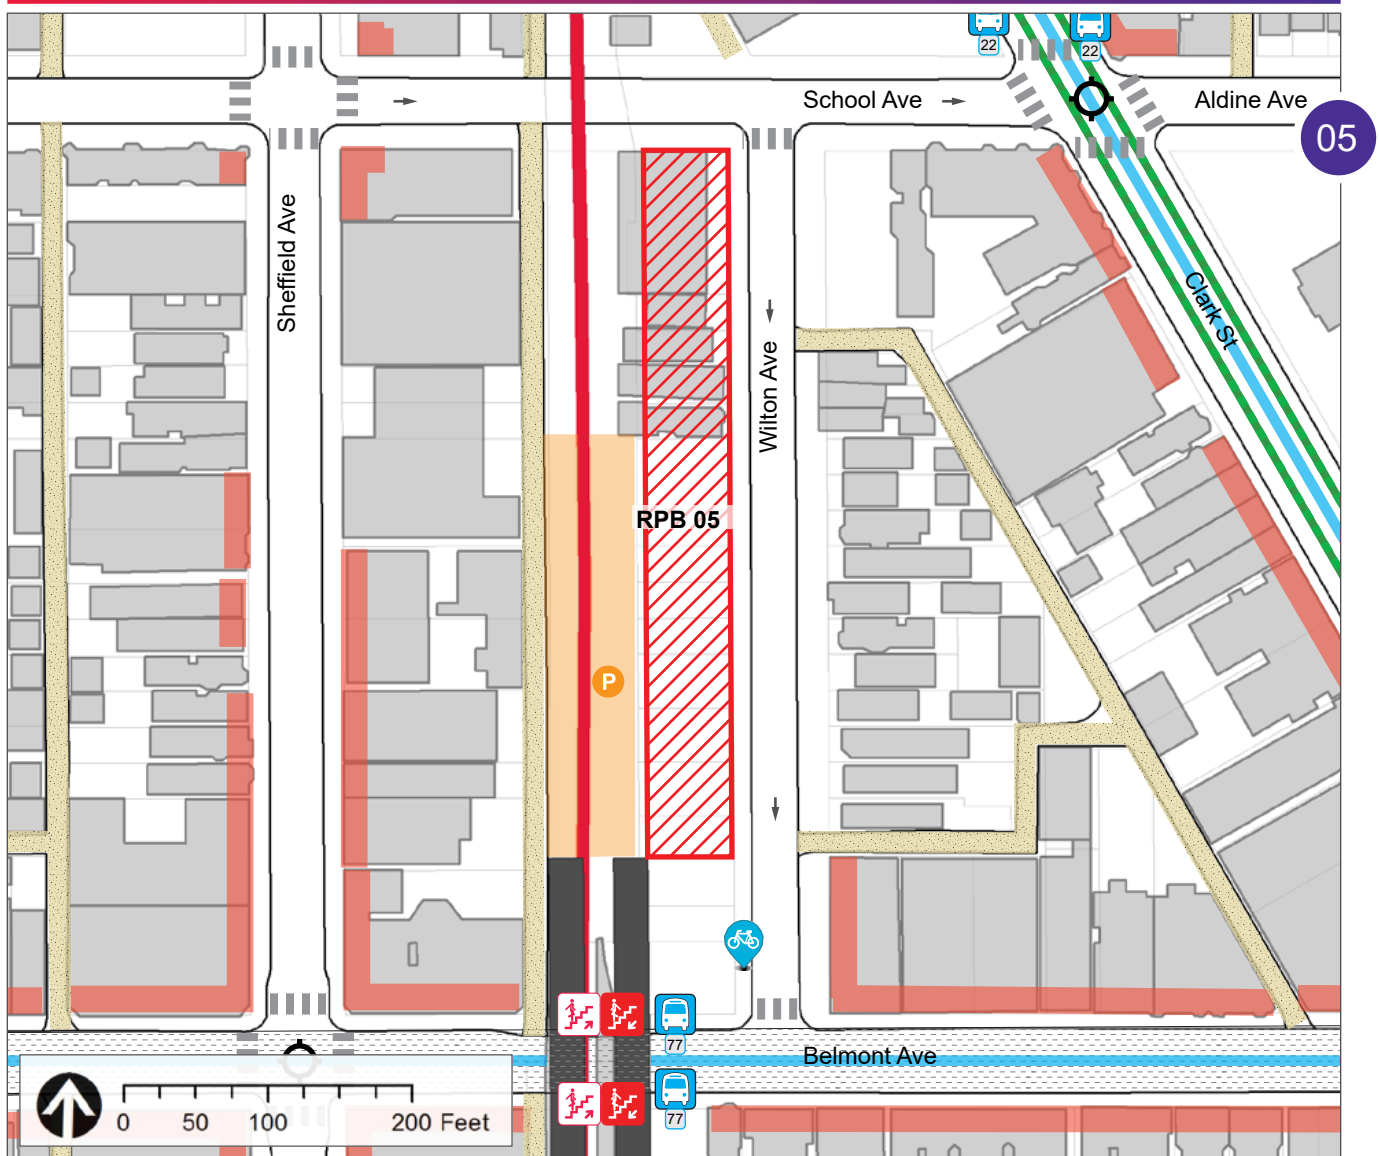 22
22
School Ave
Aldine Ave
05
Sheffield Ave
Clark St
Wilton Ave
RPB 05
P
77
Belmont Ave
0 50 100 200 Feet
77